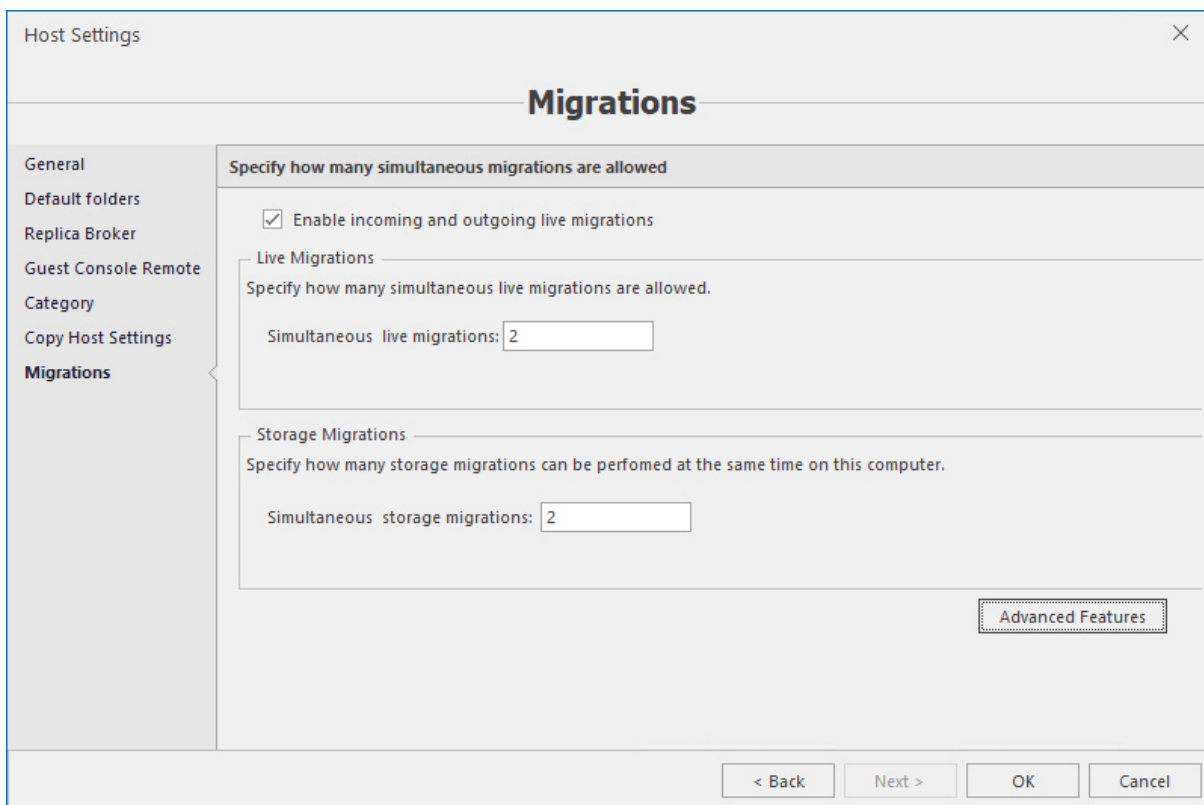 Host Settings
Migrations
General
Default folders
Replica Broker
Guest Console Remote
Category
Copy Host Settings
Migrations
Specify how many simultaneous migrations are allowed
Enable incoming and outgoing live migrations
Live Migrations
Specify how many simultaneous live migrations are allowed.
Simultaneous live migrations: 2
Storage Migrations
Specify how many storage migrations can be perfomed at the same time on this computer.
Simultaneous storage migrations: 2
Advanced Features
< Back Next > OK Cancel